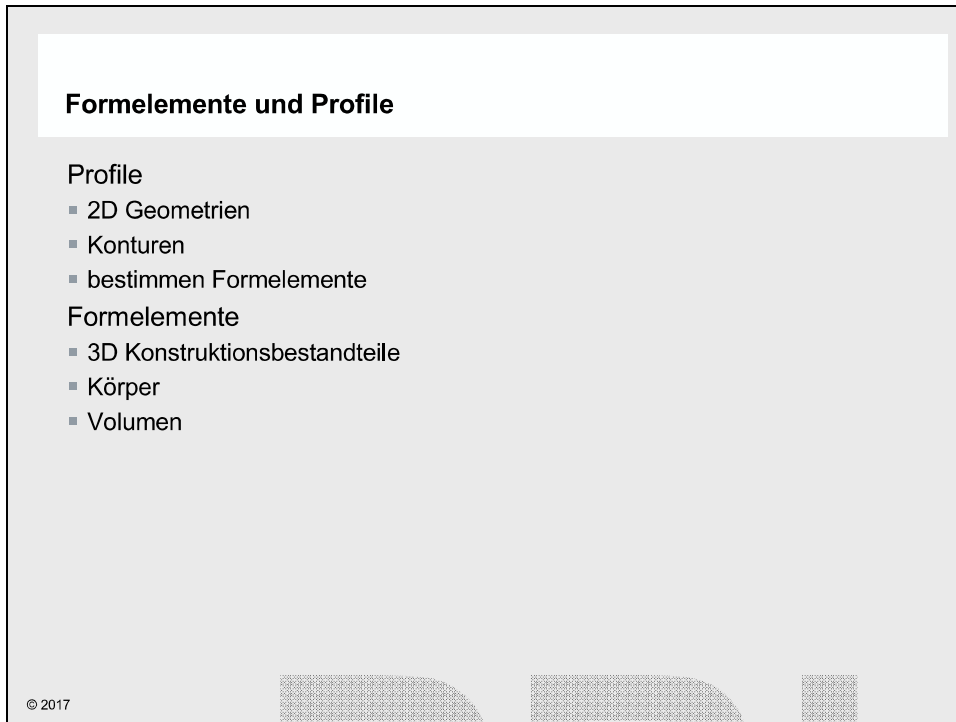 Formelemente und Profile
Profile
2D Geometrien
Konturen
bestimmen Formelemente
Formelemente
3D Konstruktionsbestandteile
Körper
Volumen
© 2017